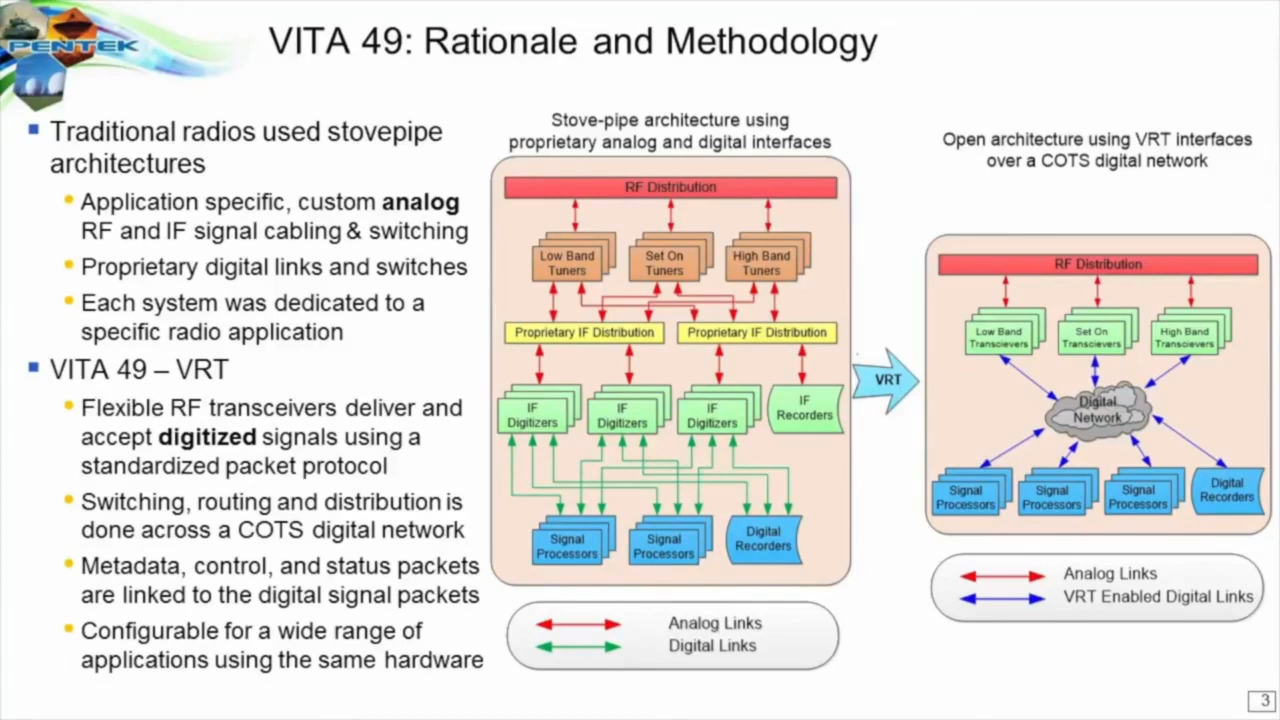 PENTEK
VITA 49: Rationale and Methodology
Traditional radios used stovepipe
architectures
Application specific, custom analog
RF and IF signal cabling & switching
Proprietary digital links and switches
Each system was dedicated to a
specific radio application
VITA 49 – VRT
Flexible RF transceivers deliver and
accept digitized signals using a
standardized packet protocol
Switching, routing and distribution is
done across a COTS digital network
Metadata, control, and status packets
are linked to the digital signal packets
Configurable for a wide range of
applications using the same hardware
Stove-pipe architecture using
proprietary analog and digital interfaces
RF Distribution
Low Band
Tuners
Set On
Tuners
High Band
Tuners
Proprietary IF Distribution
Proprietary IF Distribution
IF
Digitizers
IF
Digitizers
IF
Digitizers
IF
Recorders
Signal
Processors
Signal
Processors
Digital
Recorders
Analog Links
Digital Links
VRT
Open architecture using VRT interfaces
over a COTS digital network
RF Distribution
Low Band
Transcievers
Set On
Transcievers
High Band
Transcievers
Digital
Network
Signal
Processors
Signal
Processors
Signal
Processors
Digital
Recorders
Analog Links
VRT Enabled Digital Links
3